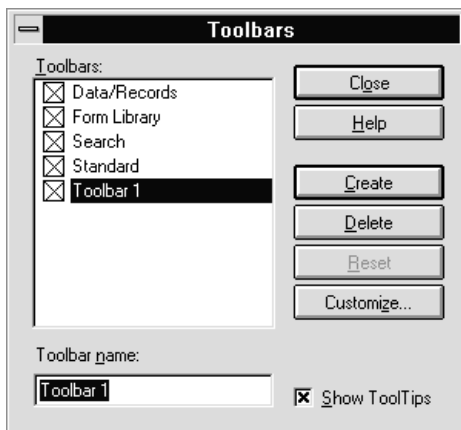 Toolbars
Toolbars:
Data/Records
Form Library
Search
Standard
Toolbar 1
Close
Help
Create
Delete
Reset
Customize...
Toolbar name:
Toolbar 1
Show ToolTips